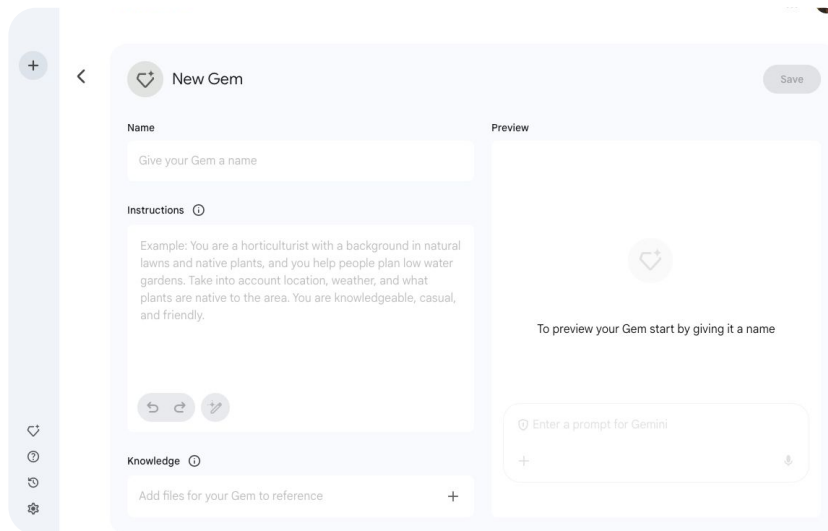 New Gem
Save
Name
Give your Gem a name
Instructions
Example: You are a horticulturist with a background in natural
lawns and native plants, and you help people plan low water
gardens. Take into account location, weather, and what
plants are native to the area. You are knowledgeable, casual,
and friendly.
Knowledge
Add files for your Gem to reference
Preview
To preview your Gem start by giving it a name
Enter a prompt for Gemini